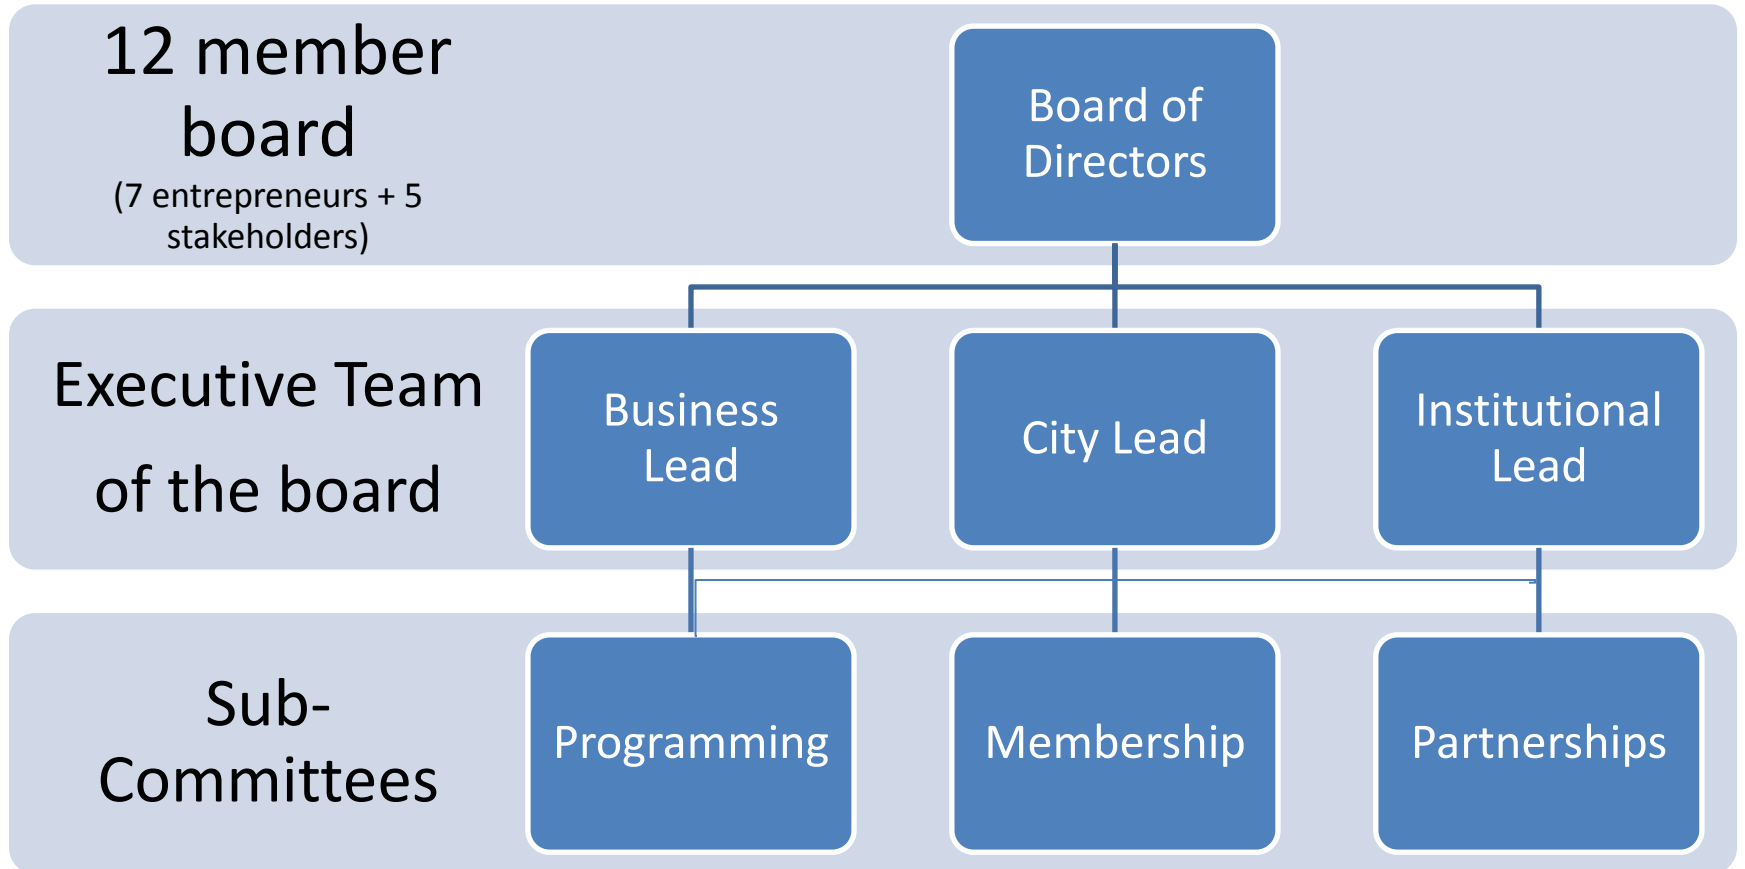 12 member
board
(7 entrepreneurs + 5
stakeholders)
Board of
Directors
Executive Team
of the board
Business
Lead
City Lead
Institutional
Lead
Sub-
Committees
Programming
Membership
Partnerships